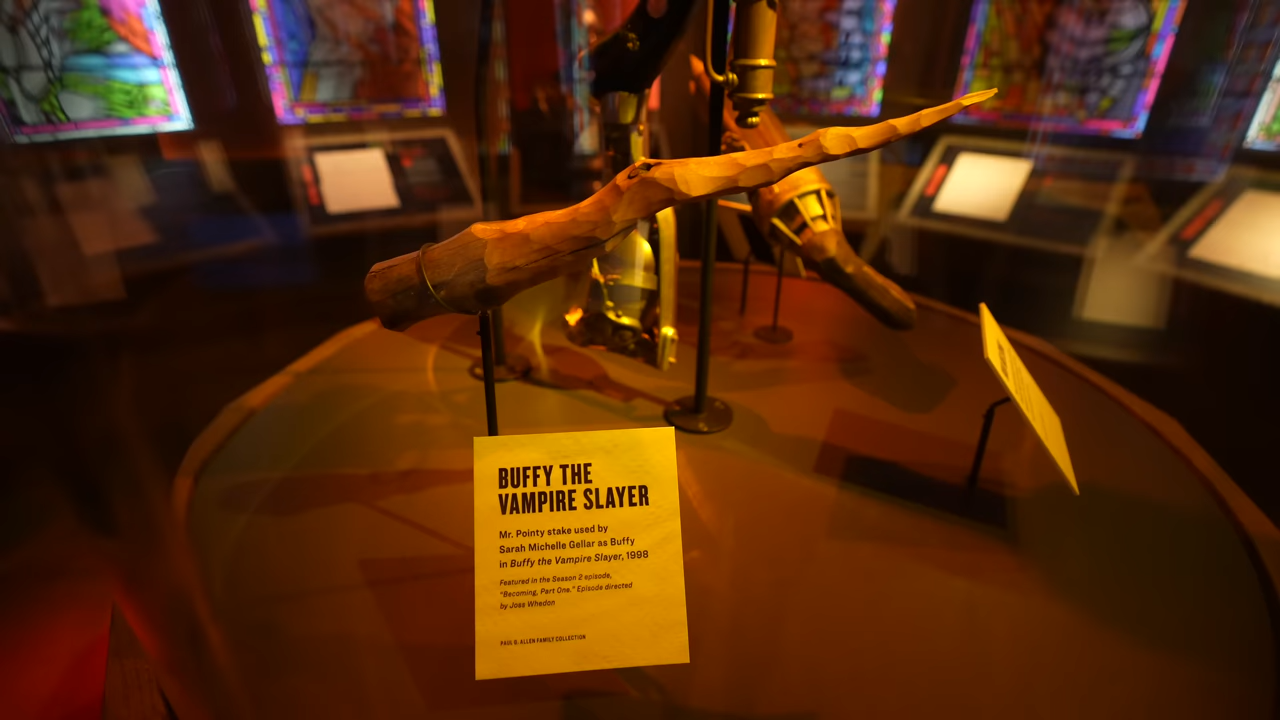 BUFFY THE
VAMPIRE SLAYER
Mr. Pointy stake used by
Sarah Michelle Gellar as Buffy
in Buffy the Vampire Slayer, 1998
Featured in the Season 2 episode,
"Becoming, Part One." Episode directed
by Joss Whedon
PAUL G. ALLEN FAMILY COLLECTION